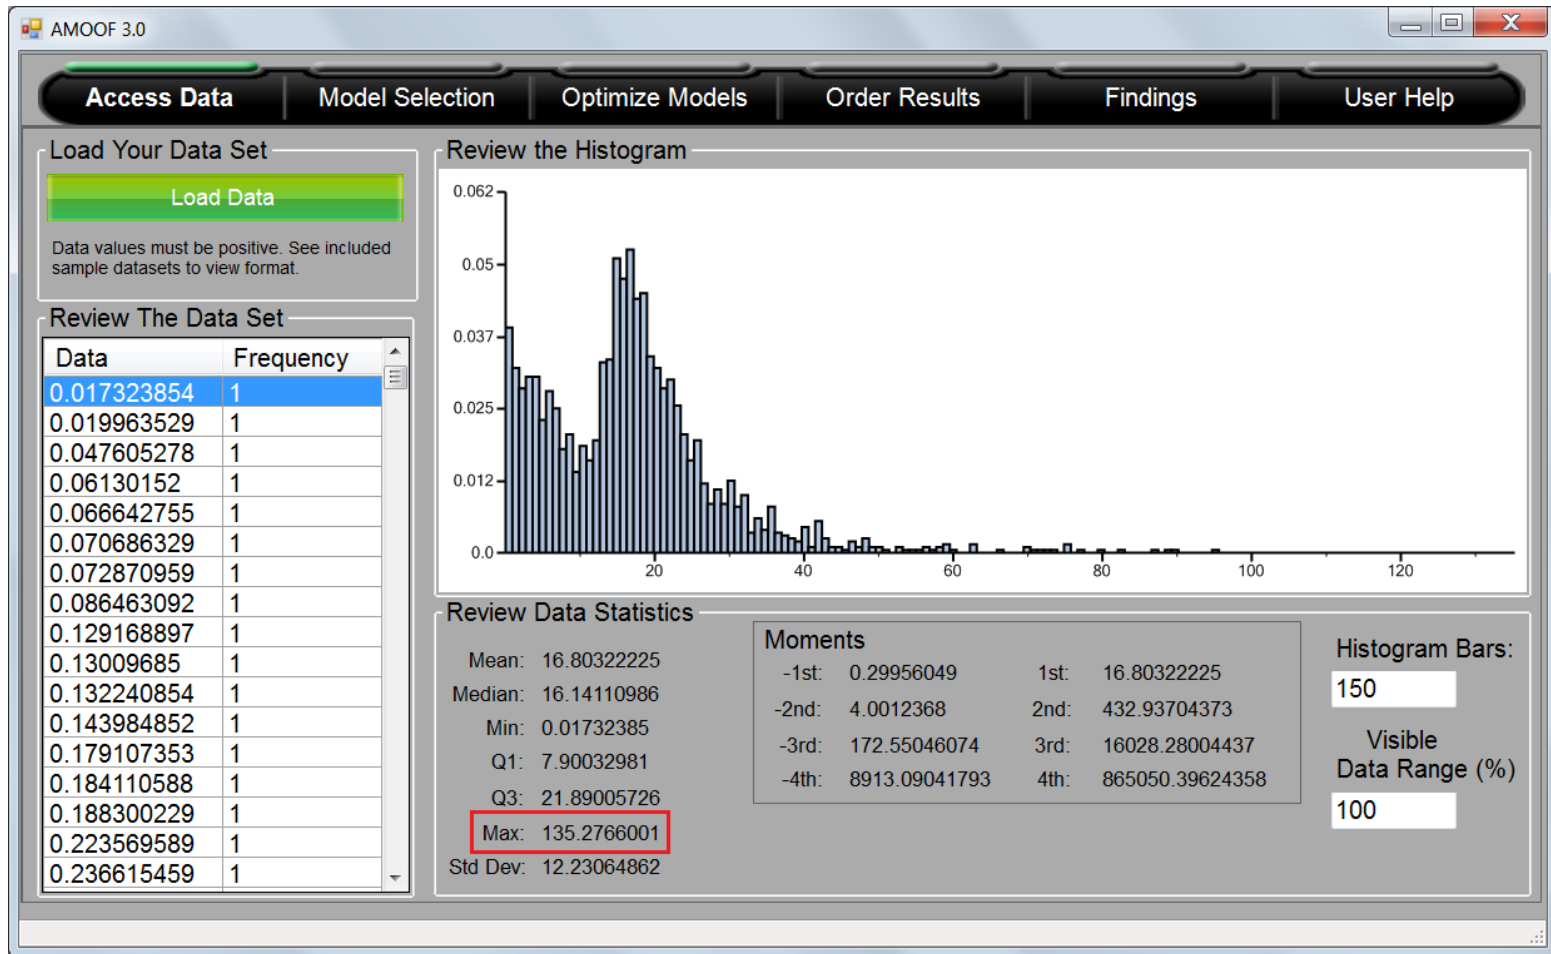 AMOOF 3.0
Access Data Model Selection Optimize Models Order Results Findings User Help
Load Your Data Set
Load Data
Data values must be positive. See included
sample datasets to view format.
Review The Data Set
Data Frequency
0.017323854 1
0.019963529 1
0.047605278 1
0.06130152 1
0.066642755 1
0.070686329 1
0.072870959 1
0.086463092 1
0.129168897 1
0.13009685 1
0.132240854 1
0.143984852 1
0.179107353 1
0.184110588 1
0.188300229 1
0.223569589 1
0.236615459 1
Review the Histogram
0.062
0.05
0.037
0.025
0.012
0.0
20 40 60 80 100 120
Review Data Statistics
Mean: 16.80322225
Median: 16.14110986
Min: 0.01732385
Q1: 7.90032981
Q3: 21.89005726
Max: 135.2766001
Std Dev: 12.23064862
Moments
-1st: 0.29956049 1st: 16.80322225
-2nd: 4.0012368 2nd: 432.93704373
-3rd: 172.55046074 3rd: 16028.28004437
-4th: 8913.09041793 4th: 865050.39624358
Histogram Bars:
150
Visible
Data Range (%)
100